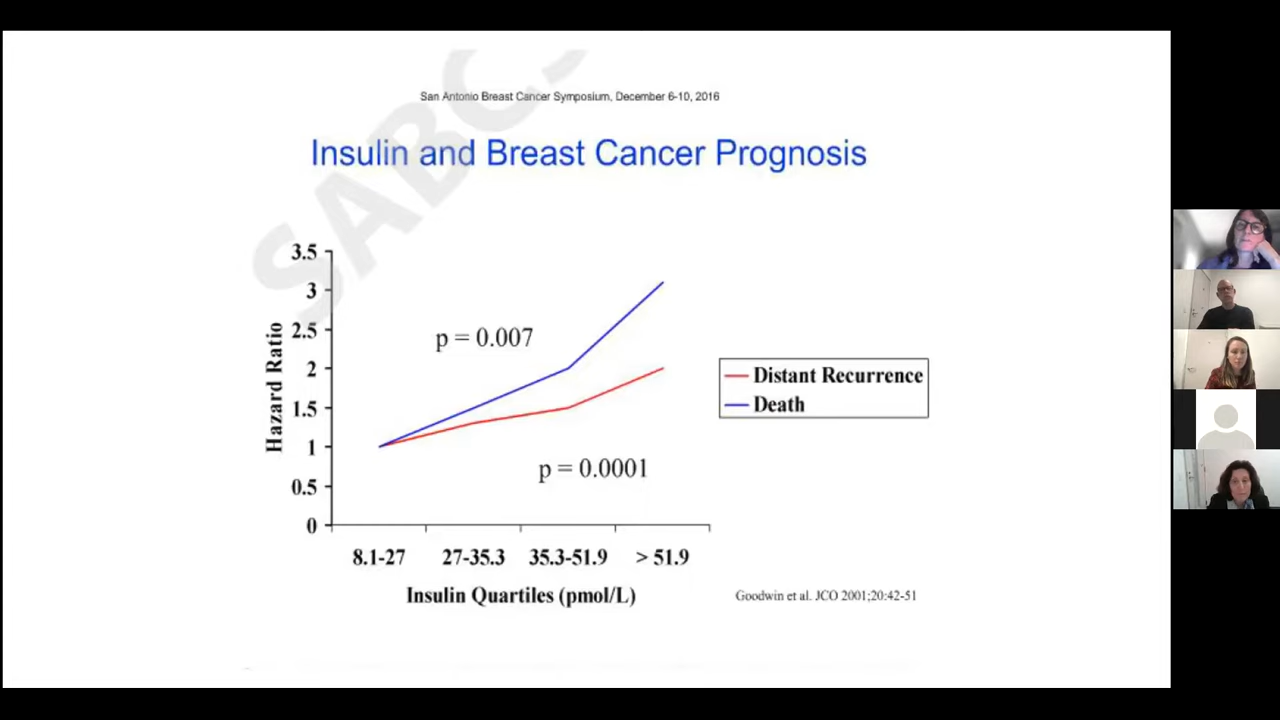 San Antonio Breast Cancer Symposium, December 6-10, 2016
SABCS
Insulin and Breast Cancer Prognosis
3.5
3
2.5
2
1.5
1
0.5
0
Hazard Ratio
p = 0.007
p = 0.0001
Distant Recurrence
Death
8.1-27 27-35.3 35.3-51.9 > 51.9
Insulin Quartiles (pmol/L)
Goodwin et al. JCO 2001;20:42-51